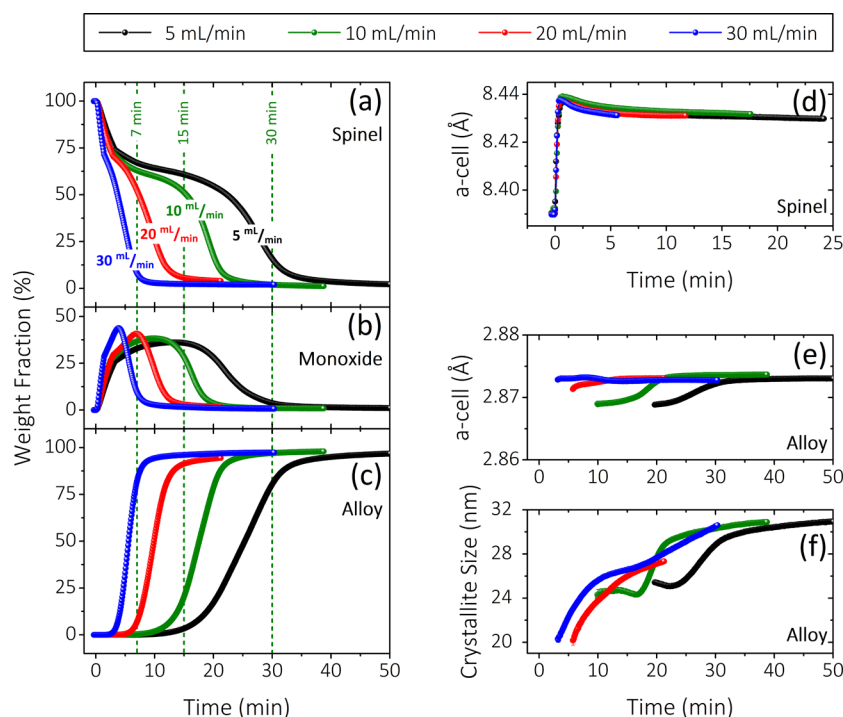 5 mL/min
10 mL/min
20 mL/min
30 mL/min
Weight Fraction (%)
(a)
Spinel
7 min
15 min
30 min
100
75
50
25
0
30 mL/min
20 mL/min
10 mL/min
5 mL/min
(b)
Monoxide
50
25
0
(c)
Alloy
100
75
50
25
0
0 10 20 30 40 50
Time (min)
(d)
Spinel
a-cell (Å)
8.44
8.43
8.40
0 5 10 15 20 25
Time (min)
(e)
Alloy
a-cell (Å)
2.88
2.87
2.86
0 10 20 30 40 50
(f)
Alloy
Crystallite Size (nm)
31
28
26
23
20
0 10 20 30 40 50
Time (min)